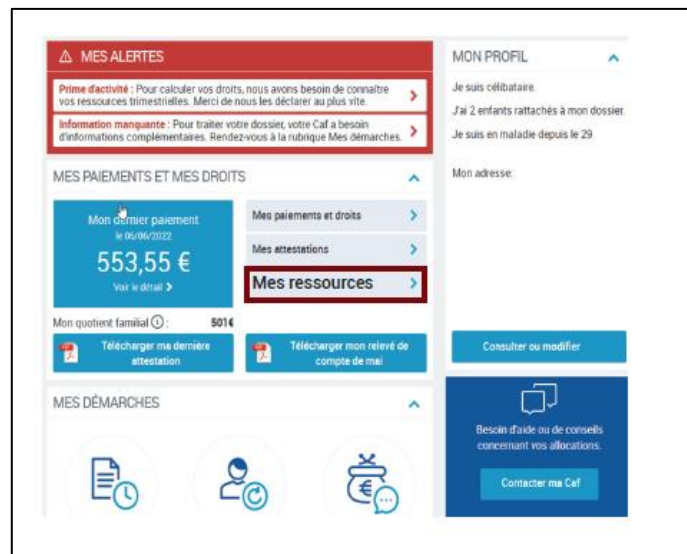 MES ALERTES
Prime d'activité : Pour calculer vos droits, nous avons besoin de connaître
vos ressources trimestrielles. Merci de nous les déclarer au plus vite.
Information manquante : Pour traiter votre dossier, votre Caf a besoin
d'informations complémentaires. Rendez-vous à la rubrique Mes démarches.
MES PAIEMENTS ET MES DROITS
Mon dernier paiement
le 05/06/2022
553,55 €
Voir le détail
Mes paiements et droits
Mes attestations
Mes ressources
Mon quotient familial i : 501€
Télécharger ma dernière
attestation
Télécharger mon relevé de
compte de mai
MES DÉMARCHES
MON PROFIL
Je suis célibataire.
J'ai 2 enfants rattachés à mon dossier.
Je suis en maladie depuis le 29
Mon adresse:
Consulter ou modifier
Besoin d'aide ou de conseils
concernant vos allocations.
Contacter ma Caf